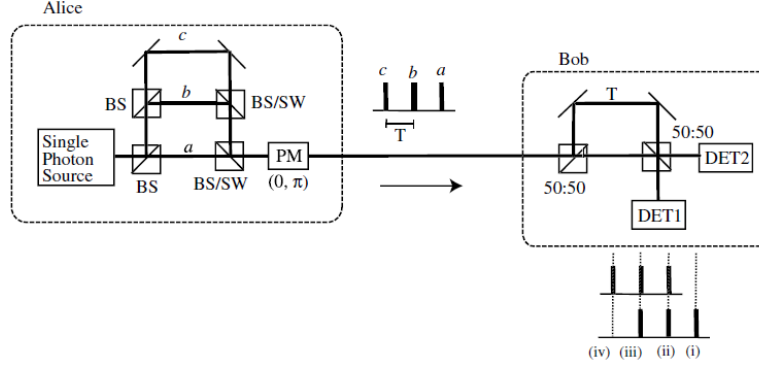 Alice
c
b
BS
BS/SW
Single
Photon
Source
a
PM
BS
BS/SW
(0, π)
c b a
T
Bob
T
50:50
50:50
DET2
DET1
(iv) (iii) (ii) (i)